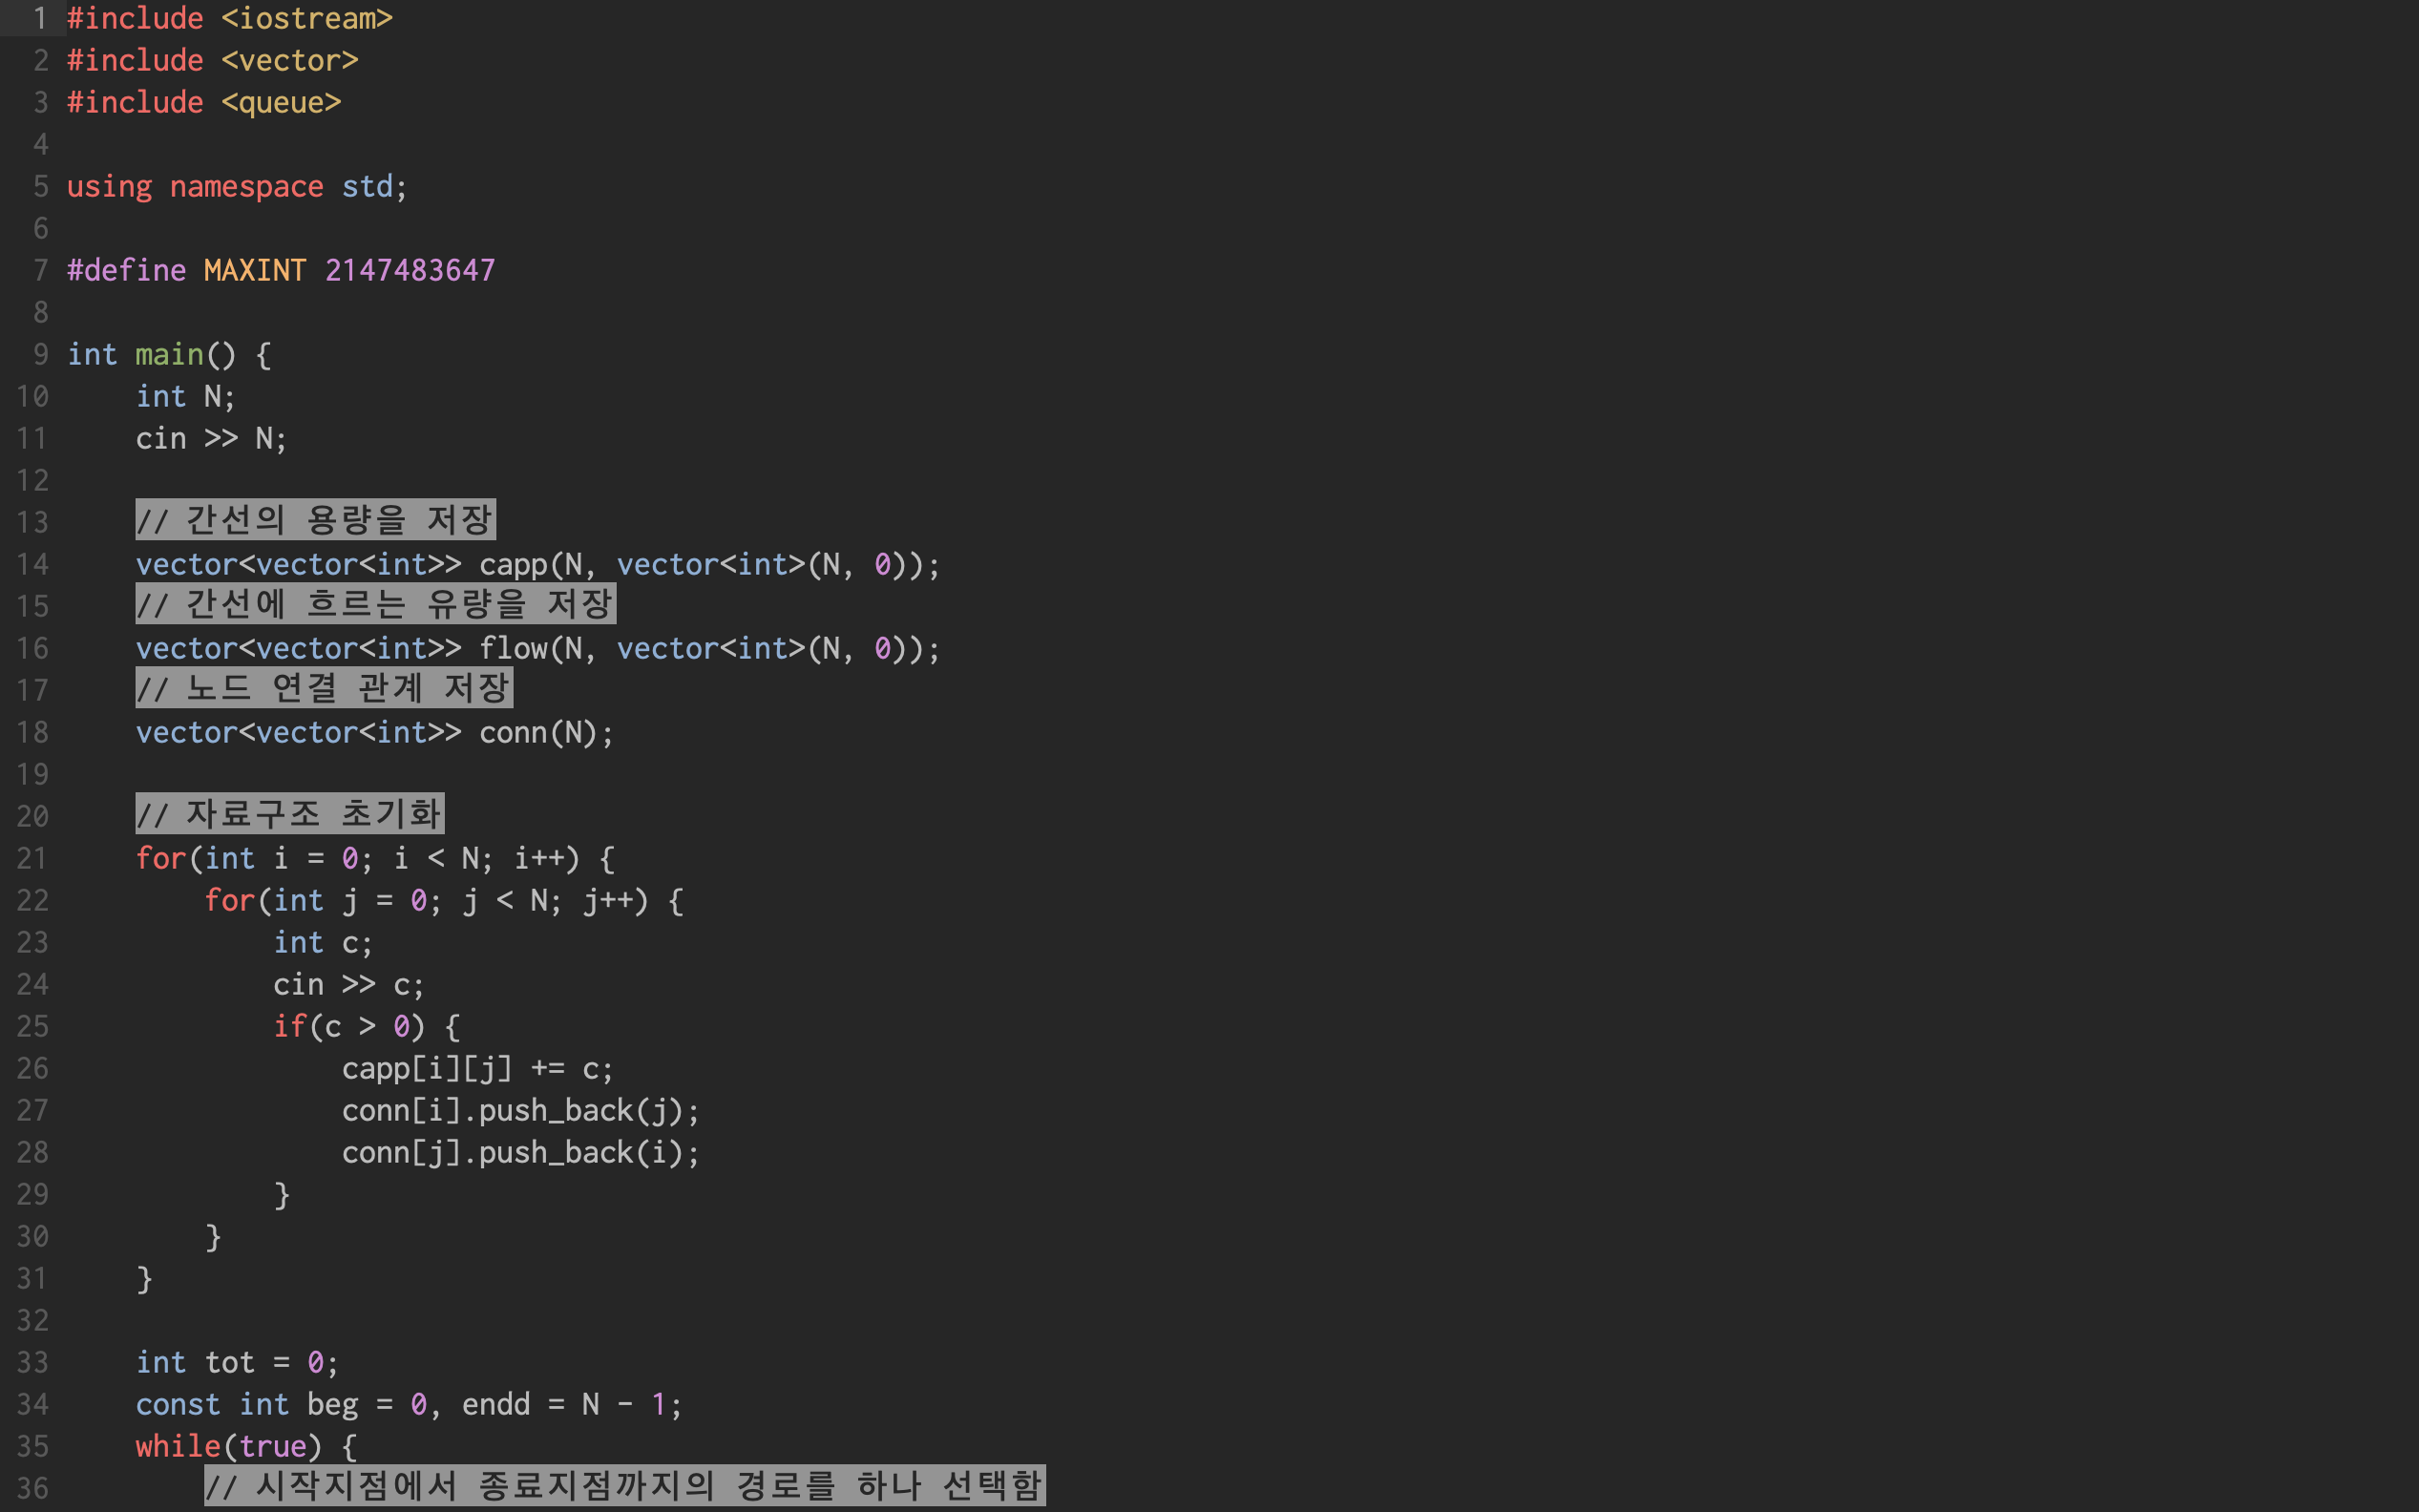 1 #include <iostream>
2 #include <vector>
3 #include <queue>
4
5 using namespace std;
6
7 #define MAXINT 2147483647
8
9 int main() {
10     int N;
11     cin >> N;
12
13     // 간선의 용량을 저장
14     vector<vector<int>> capp(N, vector<int>(N, 0));
15     // 간선에 흐르는 유량을 저장
16     vector<vector<int>> flow(N, vector<int>(N, 0));
17     // 노드 연결 관계 저장
18     vector<vector<int>> conn(N);
19
20     // 자료구조 초기화
21     for(int i = 0; i < N; i++) {
22         for(int j = 0; j < N; j++) {
23             int c;
24             cin >> c;
25             if(c > 0) {
26                 capp[i][j] += c;
27                 conn[i].push_back(j);
28                 conn[j].push_back(i);
29             }
30         }
31     }
32
33     int tot = 0;
34     const int beg = 0, endd = N - 1;
35     while(true) {
36         // 시작지점에서 종료지점까지의 경로를 하나 선택함